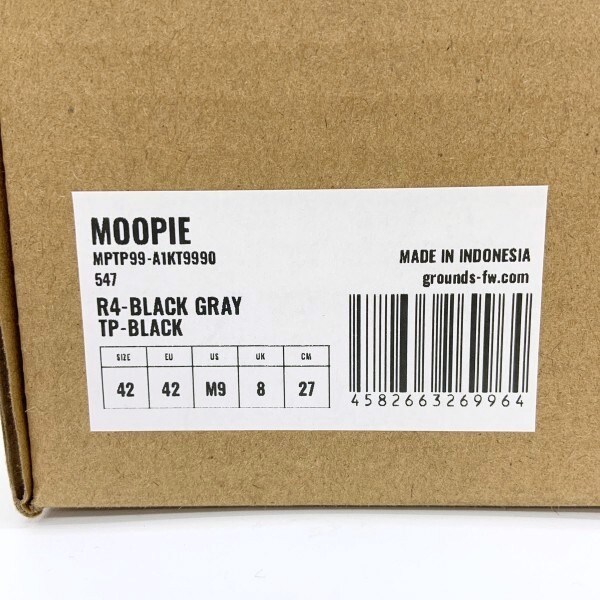 MOOPIE
MPTP99-A1KT9990
547
R4-BLACK GRAY
TP-BLACK
SIZE EU US UK CM
42 42 M9 8 27
MADE IN INDONESIA
grounds-fw.com
4582663269964